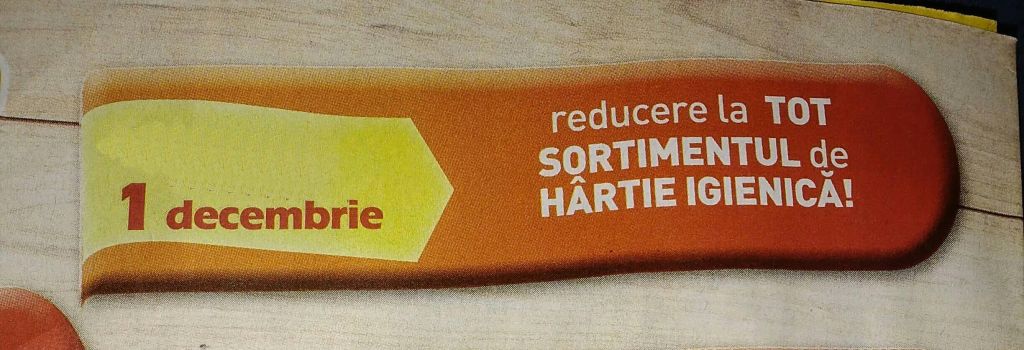 1 decembrie
reducere la TOT
SORTIMENTUL de
HÂRTIE IGIENICĂ!